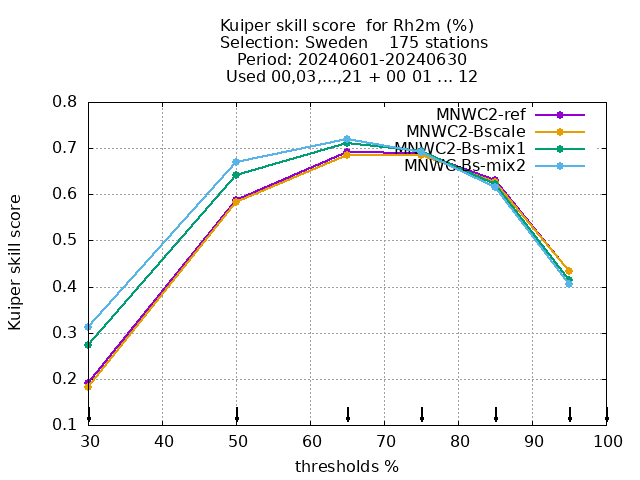 Kuiper skill score  for Rh2m (%)
Selection: Sweden    175 stations
Period: 20240601-20240630
Used 00,03,...,21 + 00 01 ... 12
MNWC2-ref
MNWC2-Bscale
MNWC2-Bs-mix1
MNWC-Bs-mix2
Kuiper skill score
0.8
0.7
0.6
0.5
0.4
0.3
0.2
0.1
30 40 50 60 70 80 90 100
thresholds %